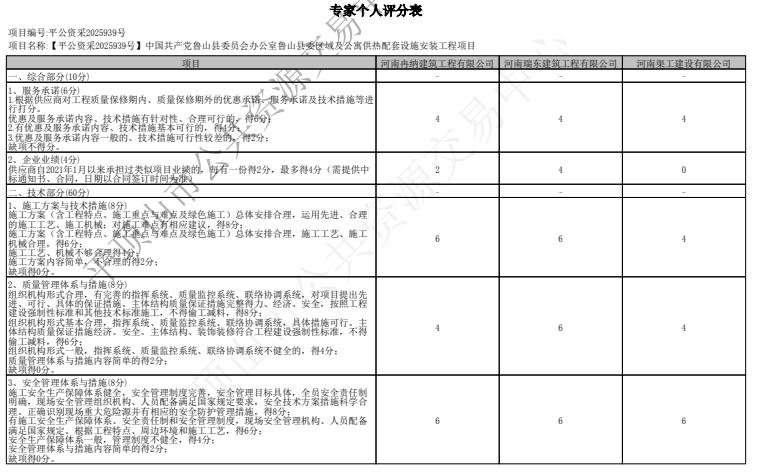 专家个人评分表
项目编号:平公资采2025939号
项目名称:【平公资采2025939号】中国共产党鲁山县委员会办公室鲁山县委区域及公寓供热配套设施安装工程项目
项目 河南冉纳建筑工程有限公司 河南瑞东建筑工程有限公司 河南渠工建设有限公司
一、综合部分(10分) - - -
1、服务承诺(6分)
1.根据供应商对工程质量保修期内、质量保修期外的优惠承诺、服务承诺及技术措施等进
行打分。
优惠及服务承诺内容、技术措施有针对性、合理可行的，得6分；
2.有优惠及服务承诺内容、技术措施基本可行的，得4分；
3.优惠及服务承诺内容一般的、技术措施可行性较差的，得2分；
缺项不得分。
4 4 4
2、企业业绩(4分)
供应商自2021年1月以来承担过类似项目业绩的，每有一份得2分，最多得4分（需提供中
标通知书、合同，日期以合同签订时间为准）
2 4 0
二、技术部分(60分) - - -
1、施工方案与技术措施(8分)
施工方案（含工程特点、施工重点与难点及绿色施工）总体安排合理，运用先进、合理
的施工工艺、施工机械；对施工难点有相应建议，得8分；
施工方案（含工程特点、施工重点与难点及绿色施工）总体安排合理，施工工艺、施工
机械合理，得6分；
施工工艺、机械不够合理得4分；
施工方案内容简单，不合理的得2分；
缺项得0分。
6 6 4
2、质量管理体系与措施(8分)
组织机构形式合理，有完善的指挥系统、质量监控系统、联络协调系统，对项目提出先
进、可行、具体的保证措施。主体结构质量保证措施完整得力、经济、安全，按照工程
建设强制性标准和其他技术标准施工，不得偷工减料，得8分；
组织机构形式基本合理，指挥系统、质量监控系统、联络协调系统，具体措施可行。主
体结构质量保证措施经济、安全。主体结构、装饰装修符合工程建设强制性标准，不得
偷工减料，得6分；
组织机构形式一般，指挥系统、质量监控系统、联络协调系统不健全的，得4分；
质量管理体系与措施内容简单的得2分；
缺项得0分。
4 6 4
3、安全管理体系与措施(8分)
施工安全生产保障体系健全，安全管理制度完善，安全管理目标具体，全员安全责任制
明确，现场安全管理组织机构、人员配备满足国家规定要求，安全技术方案措施科学合
理。正确识别现场重大危险源并有相应的安全防护管理措施，得8分；
有施工安全生产保障体系、安全责任制和安全管理制度，现场安全管理机构、人员配备
满足国家规定。根据工程特点、周边环境和施工工艺，得6分；
安全生产保障体系一般，管理制度不健全，得4分；
安全管理体系与措施内容简单的得2分；
缺项得0分。
6 6 6
平顶山市公共资源交易中心